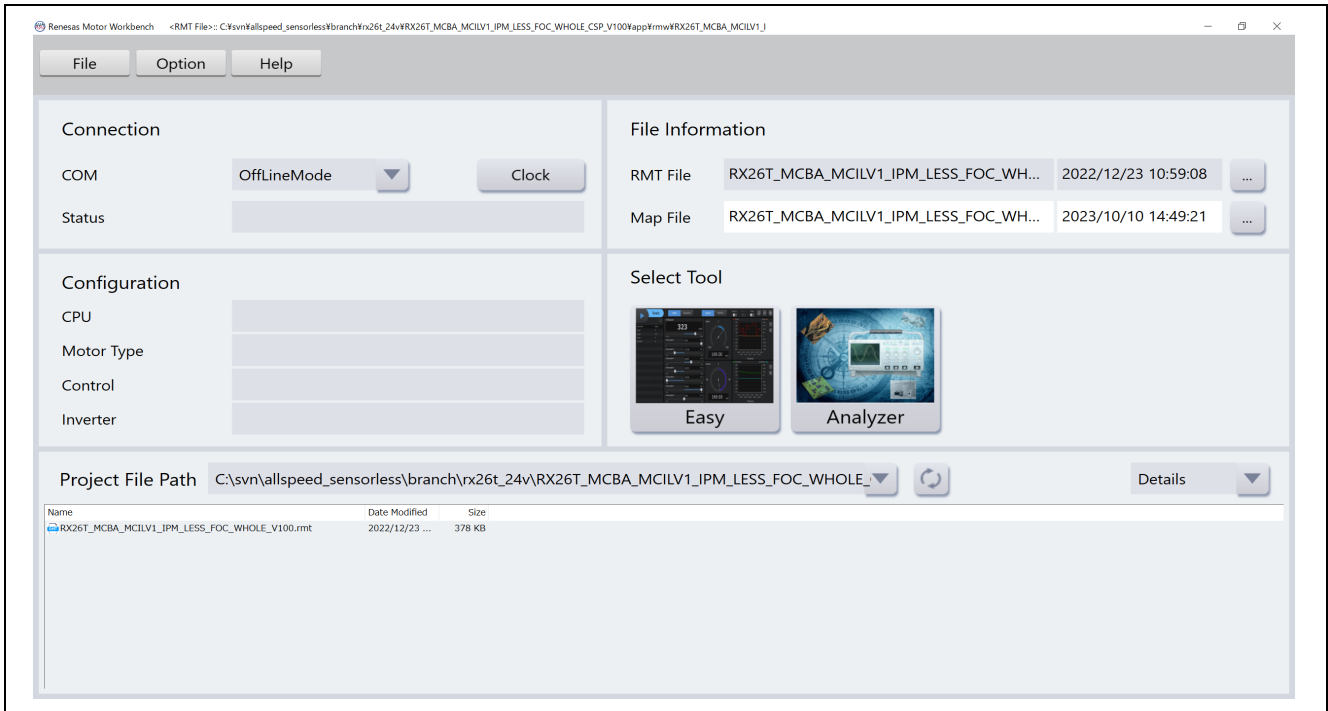 Renesas Motor Workbench <RMT File>:: C:¥svn¥allspeed_sensorless¥branch¥rx26t_24v¥RX26T_MCBA_MCILV1_IPM_LESS_FOC_WHOLE_CSP_V100¥app¥rmw¥RX26T_MCBA_MCILV1_I
File Option Help
Connection
COM OffLineMode Clock
Status
File Information
RMT File RX26T_MCBA_MCILV1_IPM_LESS_FOC_WH... 2022/12/23 10:59:08 ...
Map File RX26T_MCBA_MCILV1_IPM_LESS_FOC_WH... 2023/10/10 14:49:21 ...
Configuration
CPU
Motor Type
Control
Inverter
Select Tool
323
Easy Analyzer
Project File Path C:\svn\allspeed_sensorless\branch\rx26t_24v\RX26T_MCBA_MCILV1_IPM_LESS_FOC_WHOLE_ Details
Name Date Modified Size
RX26T_MCBA_MCILV1_IPM_LESS_FOC_WHOLE_V100.rmt 2022/12/23 ... 378 KB